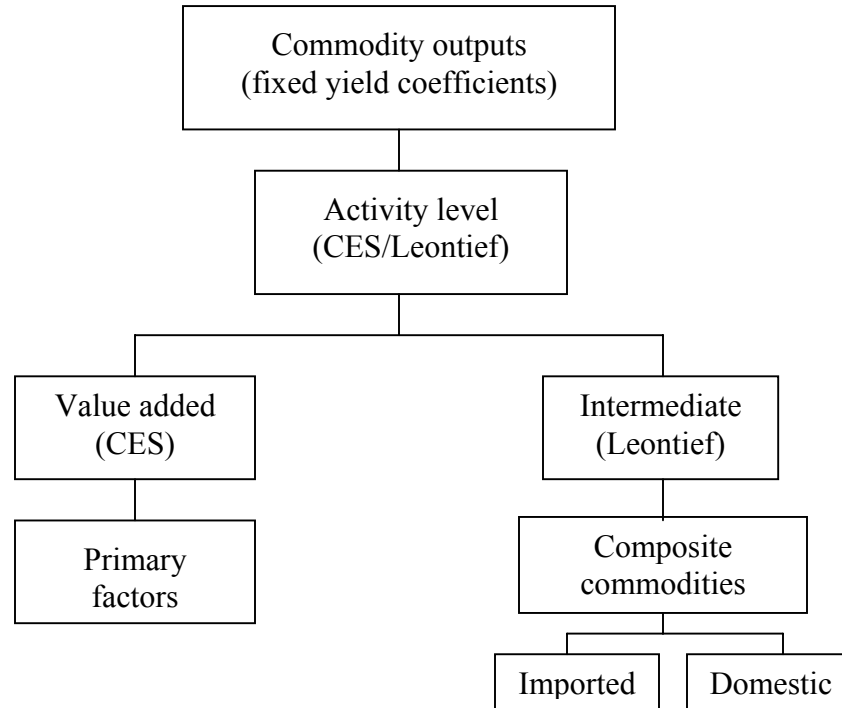 Commodity outputs
(fixed yield coefficients)
Activity level
(CES/Leontief)
Value added
(CES)
Intermediate
(Leontief)
Primary
factors
Composite
commodities
Imported
Domestic